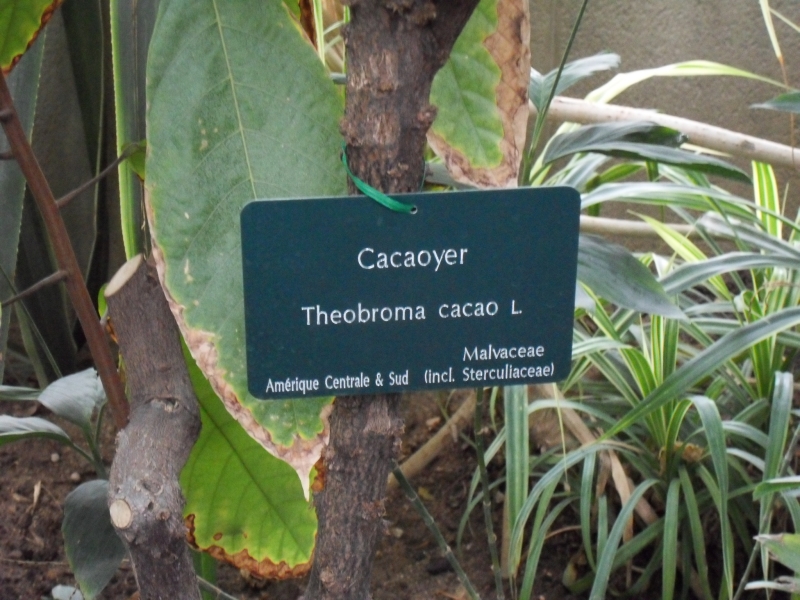 Cacaoyer
Theobroma cacao L.
Malvaceae
Amérique Centrale & Sud (incl. Sterculiaceae)